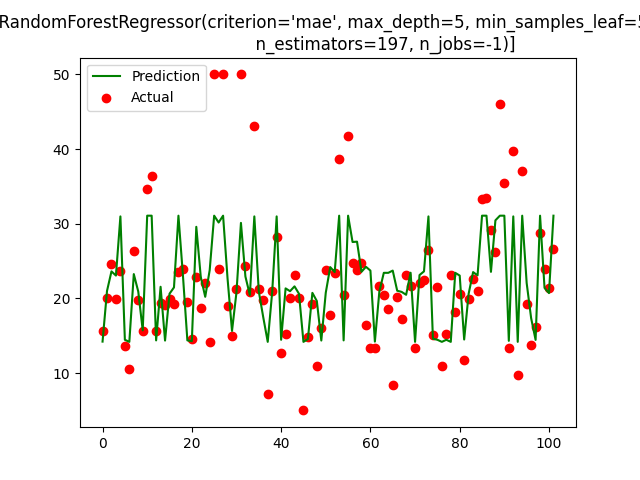 RandomForestRegressor(criterion='mae', max_depth=5, min_samples_leaf=5
n_estimators=197, n_jobs=-1)]
50
40
30
20
10
Prediction
Actual
0 20 40 60 80 100